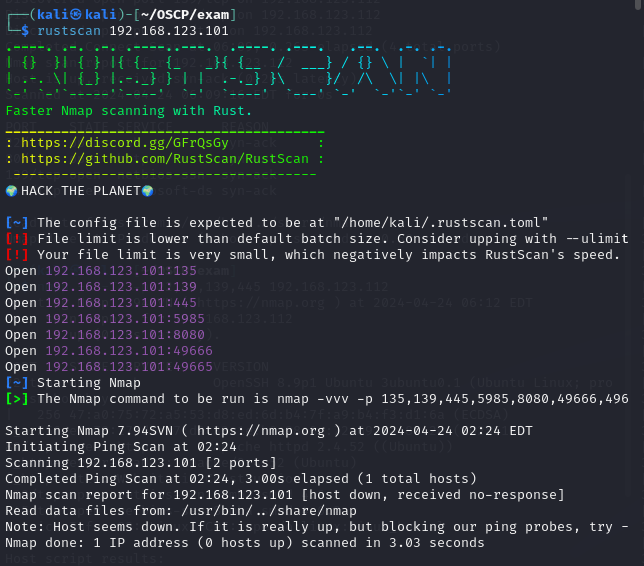 (kali㉿kali)-[~/OSCP/exam]
$ rustscan 192.168.123.101
.----. .-. .-. .----..---.  .----. .---.   .--.  .-. .-.
| {}  }| { } |{ {__ {_   _}{ {__  /  ___} / {} \ |  `| |
| .-. \| {_} |.-._} } | |  .-._} }\     }/  /\  \| |\  |
`-' `-'`-----'`----'  `-'  `----'  `---' `-'  `-'`-' `-'
Faster Nmap scanning with Rust.
________________________________________
: https://discord.gg/GFrQsGy           :
: https://github.com/RustScan/RustScan :
 --------------------------------------
🌍HACK THE PLANET🌍
[~] The config file is expected to be at "/home/kali/.rustscan.toml"
[!] File limit is lower than default batch size. Consider upping with --ulimit
[!] Your file limit is very small, which negatively impacts RustScan's speed.
Open 192.168.123.101:135
Open 192.168.123.101:139
Open 192.168.123.101:445
Open 192.168.123.101:5985
Open 192.168.123.101:8080
Open 192.168.123.101:49666
Open 192.168.123.101:49665
[~] Starting Nmap
[>] The Nmap command to be run is nmap -vvv -p 135,139,445,5985,8080,49666,496
Starting Nmap 7.94SVN ( https://nmap.org ) at 2024-04-24 02:24 EDT
Initiating Ping Scan at 02:24
Scanning 192.168.123.101 [2 ports]
Completed Ping Scan at 02:24, 3.00s elapsed (1 total hosts)
Nmap scan report for 192.168.123.101 [host down, received no-response]
Read data files from: /usr/bin/../share/nmap
Note: Host seems down. If it is really up, but blocking our ping probes, try -
Nmap done: 1 IP address (0 hosts up) scanned in 3.03 seconds